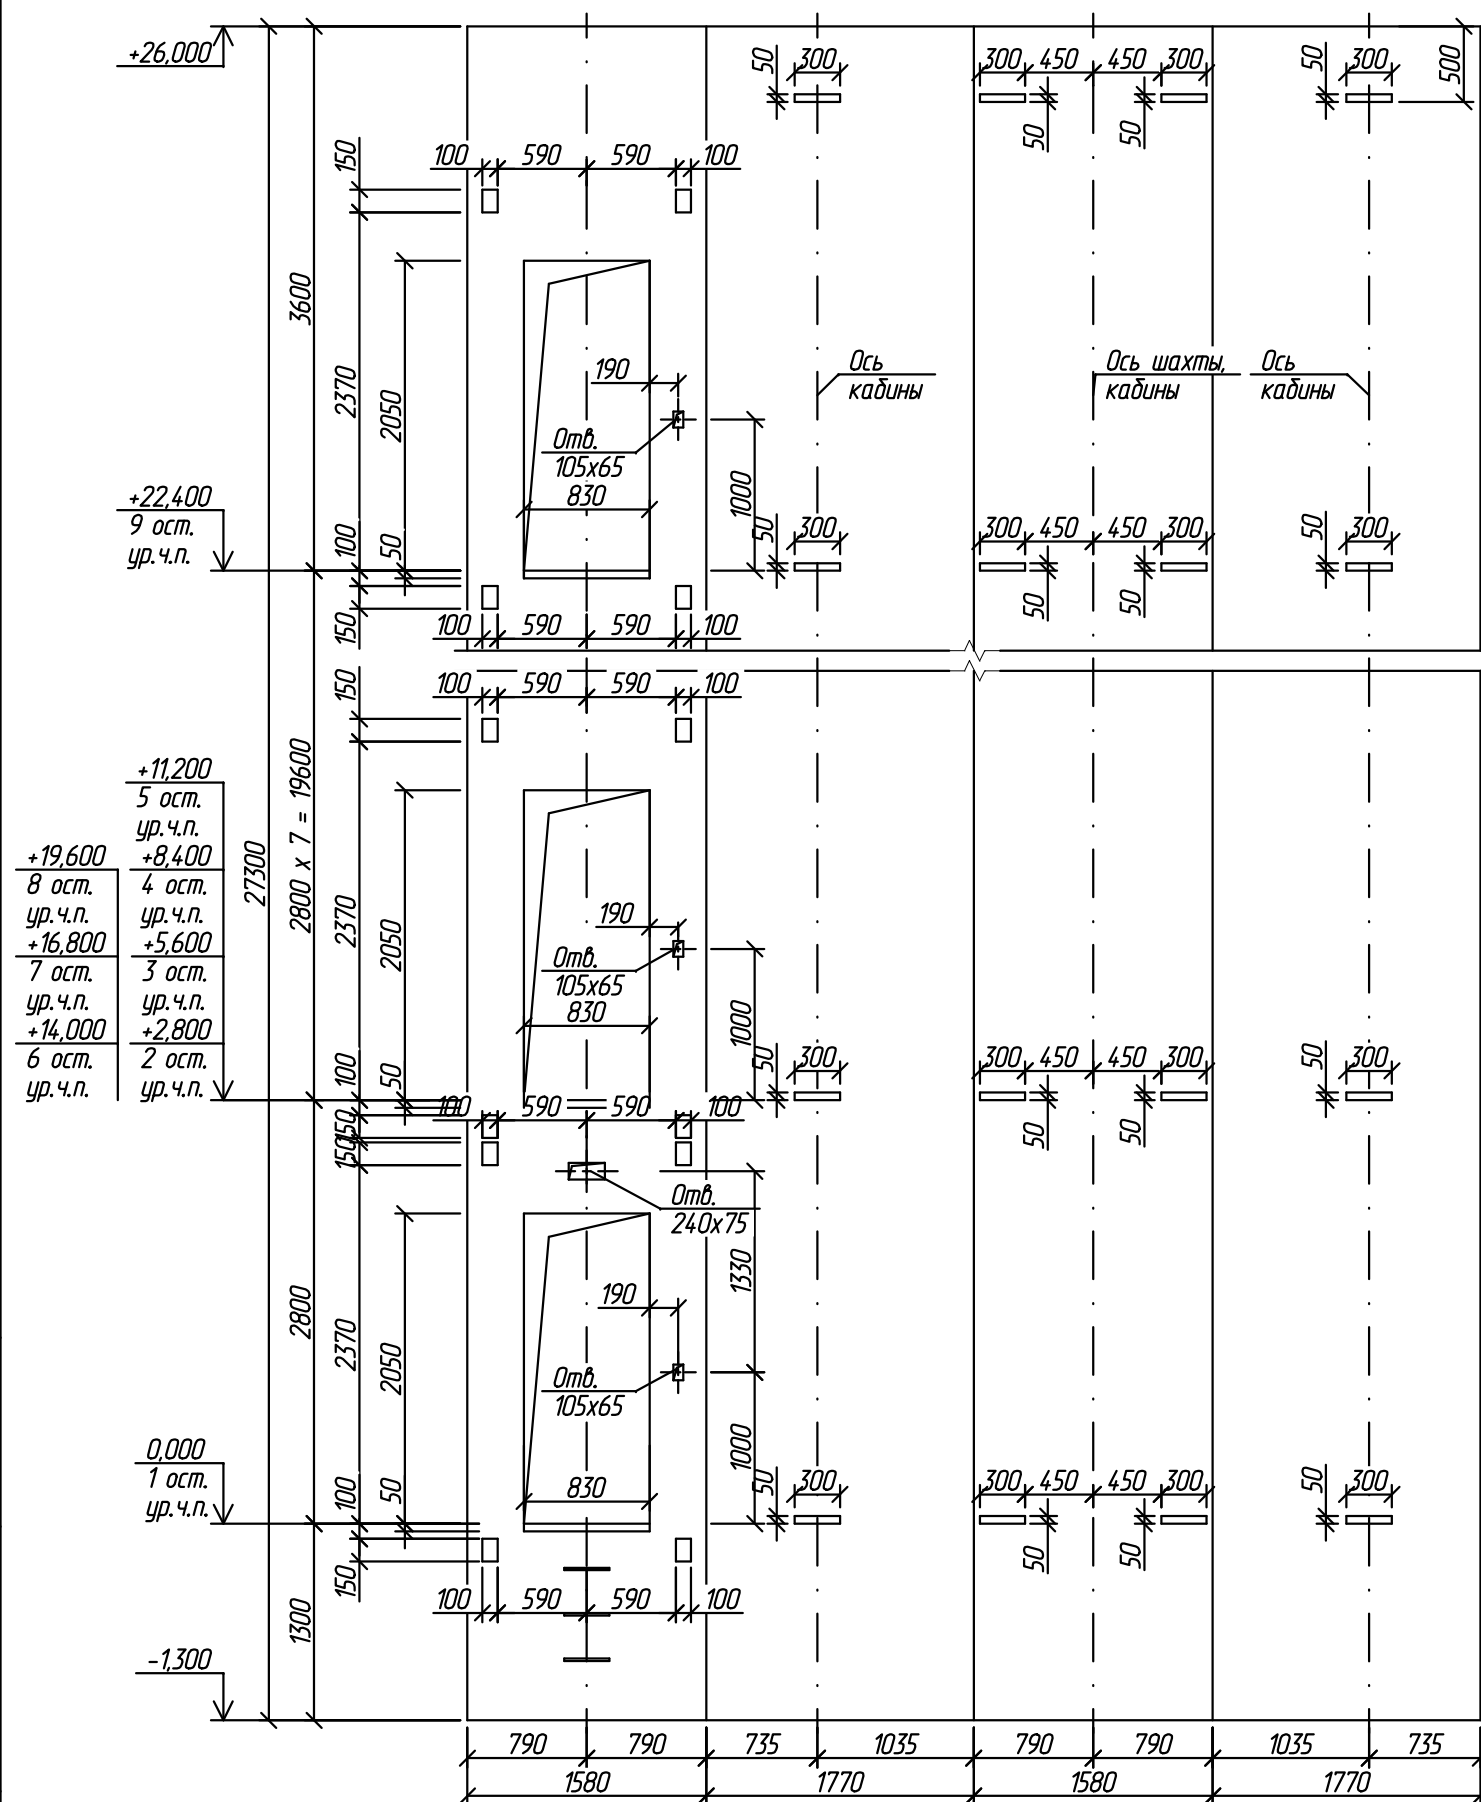 +26,000
50
300
300 450 450 300
50
50
50
300
500
150
100 590 590 100
3600
2370
2050
190
Отв.
105х65
830
Ось
кабины
Ось шахты,
кабины
Ось
кабины
1000
+22,400
9 ост.
ур.ч.п.
100
50
150
50
300
300 450 450 300
50
50
50
300
100 590 590 100
150
100 590 590 100
27300
2800 х 7 = 19600
+11,200
5 ост.
ур.ч.п.
+19,600
8 ост.
ур.ч.п.
+16,800
7 ост.
ур.ч.п.
+14,000
6 ост.
ур.ч.п.
+8,400
4 ост.
ур.ч.п.
+5,600
3 ост.
ур.ч.п.
+2,800
2 ост.
ур.ч.п.
2370
2050
190
Отв.
105х65
830
1000
100
50
50
300
300 450 450 300
50
50
50
300
100 590 590 100
150
150
Отв.
240х75
1330
2800
2370
2050
190
Отв.
105х65
830
1000
0,000
1 ост.
ур.ч.п.
100
50
150
50
300
300 450 450 300
50
50
50
300
100 590 590 100
1300
-1,300
790 790 735 1035 790 790 1035 735
1580 1770 1580 1770